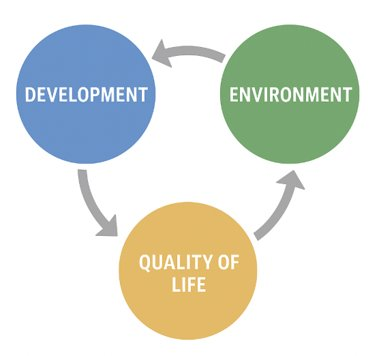 DEVELOPMENT
ENVIRONMENT
QUALITY OF
LIFE